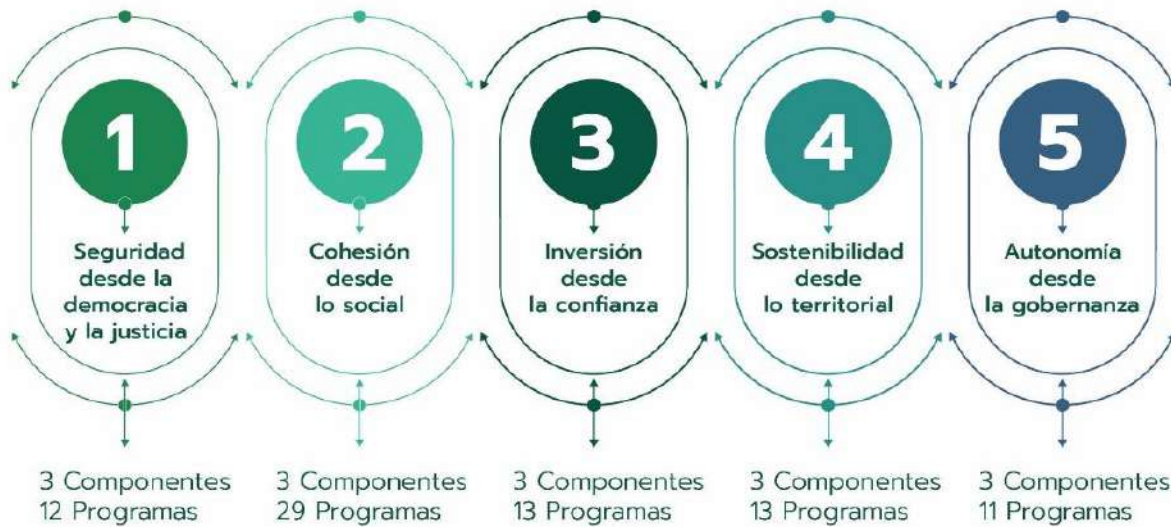 1
Seguridad
desde la
democracia
y la justicia
3 Componentes
12 Programas
2
Cohesión
desde
lo social
3 Componentes
29 Programas
3
Inversión
desde
la confianza
3 Componentes
13 Programas
4
Sostenibilidad
desde
lo territorial
3 Componentes
13 Programas
5
Autonomía
desde
la gobernanza
3 Componentes
11 Programas